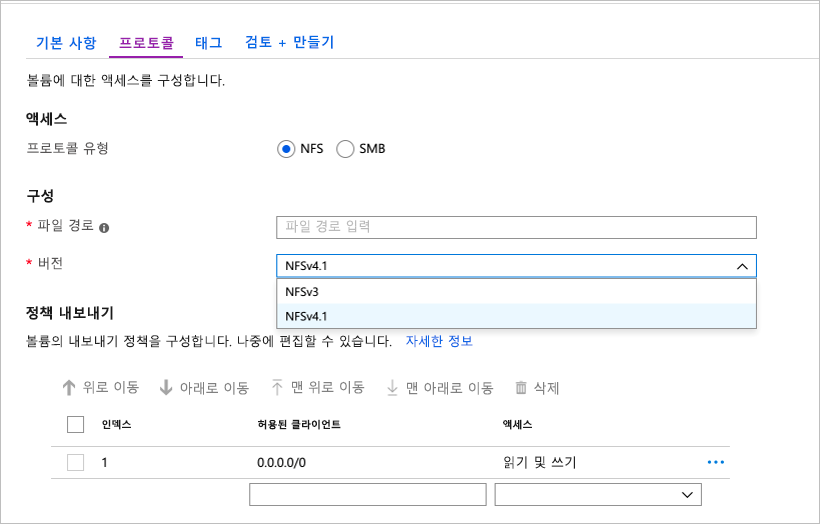 기본 사항 프로토콜 태그 검토 + 만들기
볼륨에 대한 액세스를 구성합니다.
액세스
프로토콜 유형 NFS SMB
구성
* 파일 경로 파일 경로 입력
* 버전 NFSv4.1
NFSv3
NFSv4.1
정책 내보내기
볼륨의 내보내기 정책을 구성합니다. 나중에 편집할 수 있습니다. 자세한 정보
위로 이동 아래로 이동 맨 위로 이동 맨 아래로 이동 삭제
인덱스 허용된 클라이언트 액세스
1 0.0.0.0/0 읽기 및 쓰기